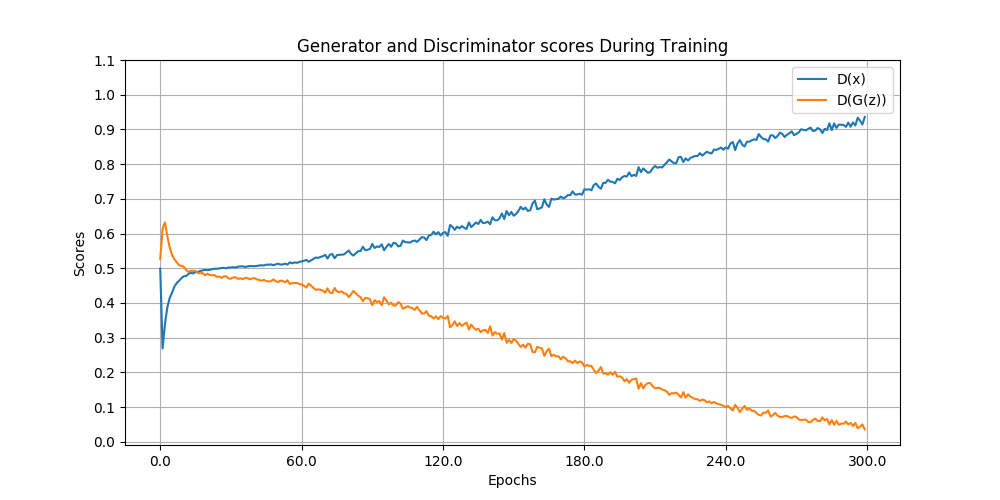 Generator and Discriminator scores During Training
D(x)
D(G(z))
Scores
1.1
1.0
0.9
0.8
0.7
0.6
0.5
0.4
0.3
0.2
0.1
0.0
0.0 60.0 120.0 180.0 240.0 300.0
Epochs